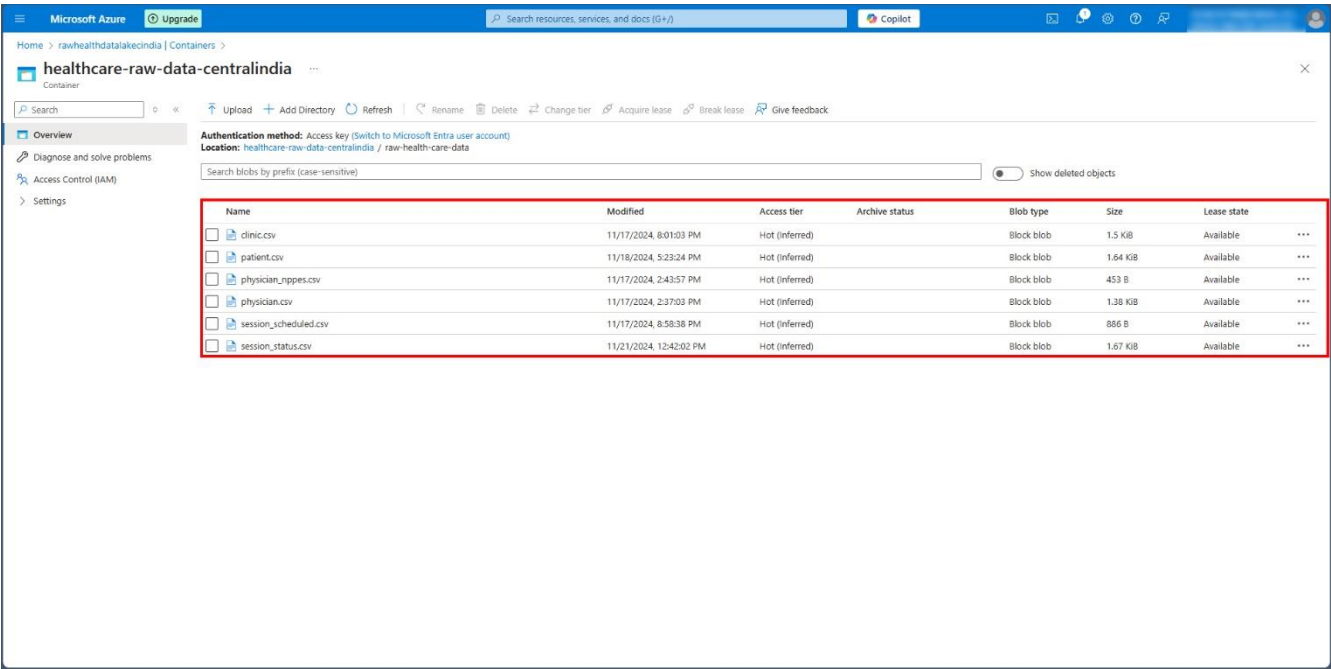 Microsoft Azure Upgrade Search resources, services, and docs (G+/) Copilot 1
Home > rawhealthdatalakecindia | Containers >
healthcare-raw-data-centralindia ...
Container
Search Upload Add Directory Refresh Rename Delete Change tier Acquire lease Break lease Give feedback
Overview
Diagnose and solve problems
Access Control (IAM)
Settings
Authentication method: Access key (Switch to Microsoft Entra user account)
Location: healthcare-raw-data-centralindia / raw-health-care-data
Search blobs by prefix (case-sensitive) Show deleted objects
Name Modified Access tier Archive status Blob type Size Lease state
clinic.csv 11/17/2024, 8:01:03 PM Hot (Inferred) Block blob 1.5 KiB Available
patient.csv 11/18/2024, 5:23:24 PM Hot (Inferred) Block blob 1.64 KiB Available
physician_nppes.csv 11/17/2024, 2:43:57 PM Hot (Inferred) Block blob 453 B Available
physician.csv 11/17/2024, 2:37:03 PM Hot (Inferred) Block blob 1.38 KiB Available
session_scheduled.csv 11/17/2024, 8:58:38 PM Hot (Inferred) Block blob 886 B Available
session_status.csv 11/21/2024, 12:42:02 PM Hot (Inferred) Block blob 1.67 KiB Available